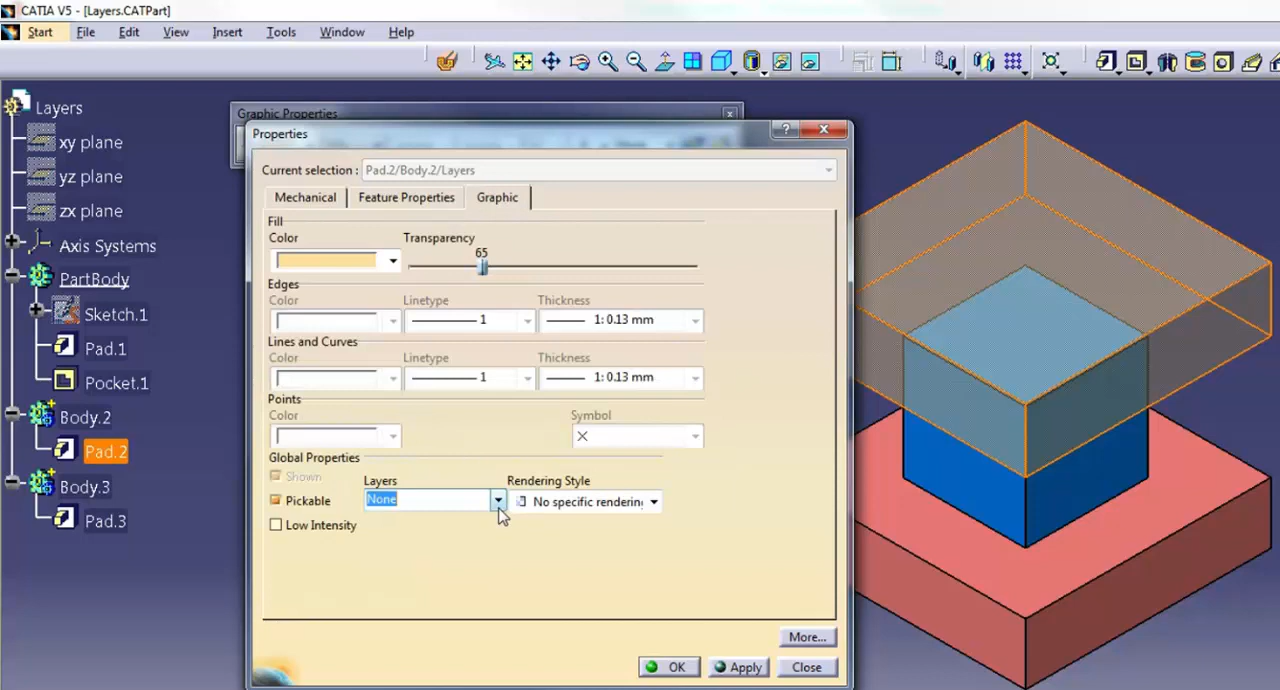 CATIA V5 - [Layers.CATPart]
Start File Edit View Insert Tools Window Help
Layers
xy plane
yz plane
zx plane
Axis Systems
PartBody
Sketch.1
Pad.1
Pocket.1
Body.2
Pad.2
Body.3
Pad.3
Graphic Properties
Properties
Current selection : Pad.2/Body.2/Layers
Mechanical Feature Properties Graphic
Fill
Color Transparency
65
Edges
Color Linetype Thickness
1 1: 0.13 mm
Lines and Curves
Color Linetype Thickness
1 1: 0.13 mm
Points
Color Symbol
Global Properties
Shown Layers Rendering Style
Pickable None No specific renderin
Low Intensity
More...
OK Apply Close